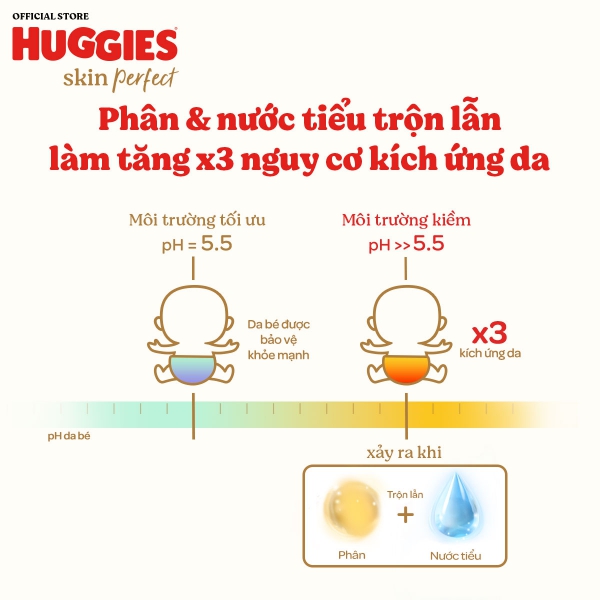 OFFICIAL STORE
HUGGIES
skin perfect
Phân & nước tiểu trộn lẫn
làm tăng x3 nguy cơ kích ứng da
Môi trường tối ưu
pH = 5.5
Môi trường kiềm
pH >> 5.5
Da bé được
bảo vệ
khỏe mạnh
x3
kích ứng da
pH da bé
xảy ra khi
Trộn lẫn
+
Phân
Nước tiểu